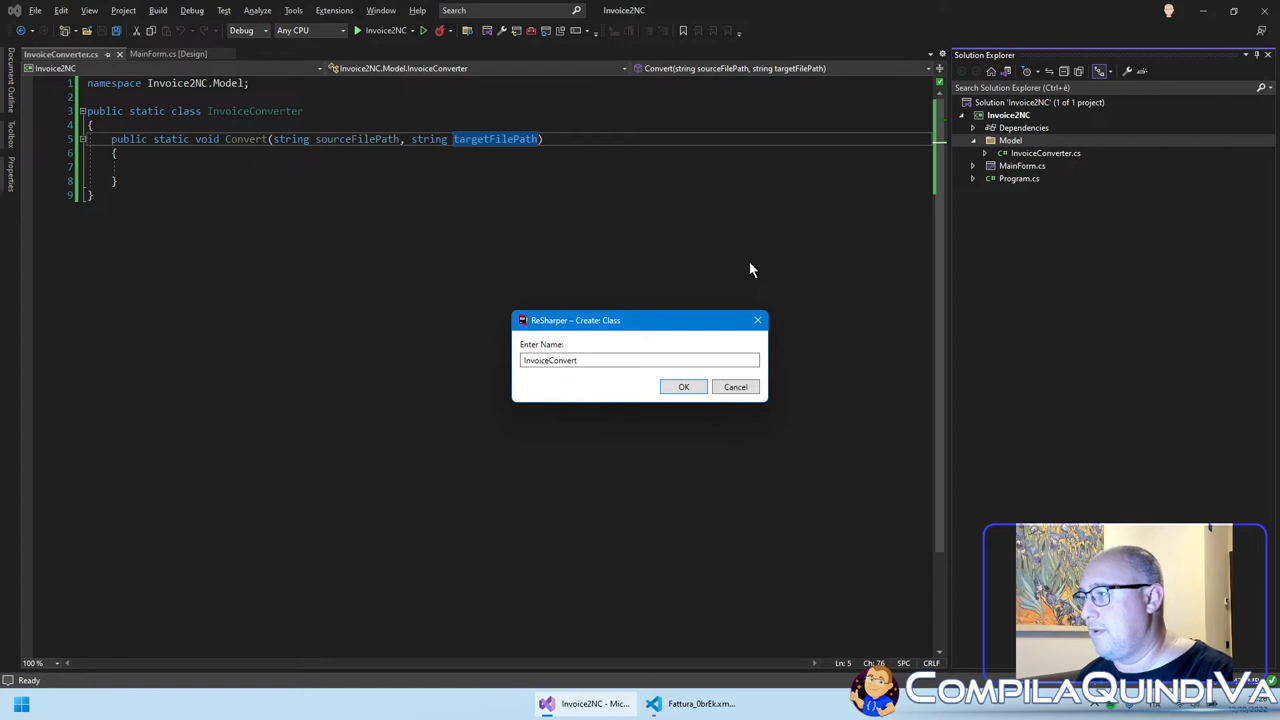 File Edit View Project Build Debug Test Analyze Tools Extensions Window Help Search Invoice2NC
Debug Any CPU Invoice2NC
InvoiceConverter.cs MainForm.cs [Design]
Invoice2NC Invoice2NC.Model.InvoiceConverter Convert(string sourceFilePath, string targetFilePath)
1 namespace Invoice2NC.Model;
2
3 public static class InvoiceConverter
4 {
5 public static void Convert(string sourceFilePath, string targetFilePath)
6 {
7
8 }
9 }
Document Outline
Toolbox
Properties
Solution Explorer
Search Solution Explorer (Ctrl+è)
Solution 'Invoice2NC' (1 of 1 project)
Invoice2NC
Dependencies
Model
C# InvoiceConverter.cs
MainForm.cs
C# Program.cs
ReSharper – Create: Class
Enter Name:
InvoiceConvert
OK Cancel
100 % Ln: 5 Ch: 76 SPC CRLF
Ready
Invoice2NC - Mic... Fattura_0brEk.xm...
COMPILAQUINDIVA